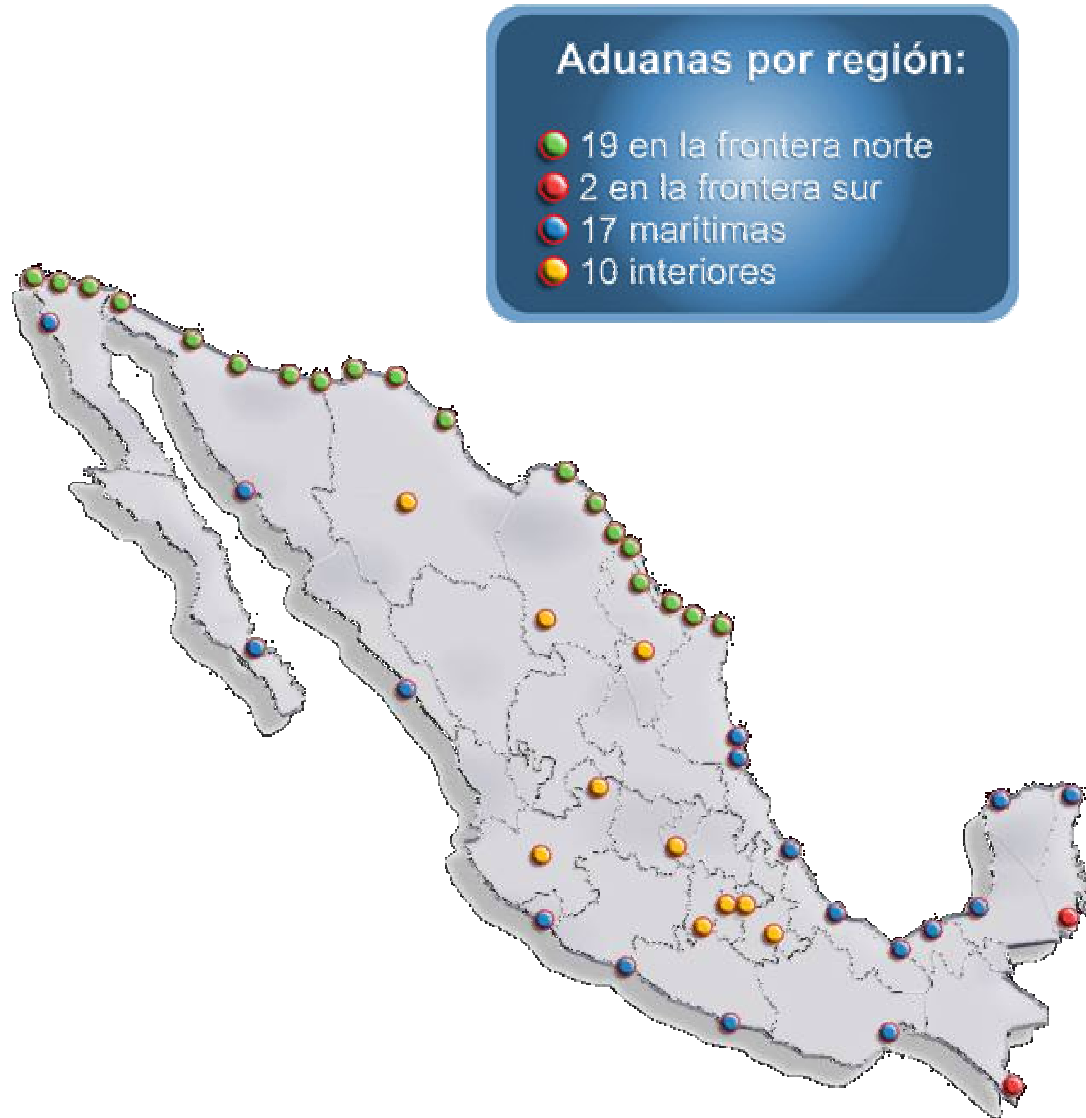 Aduanas por región:
19 en la frontera norte
2 en la frontera sur
17 marítimas
10 interiores